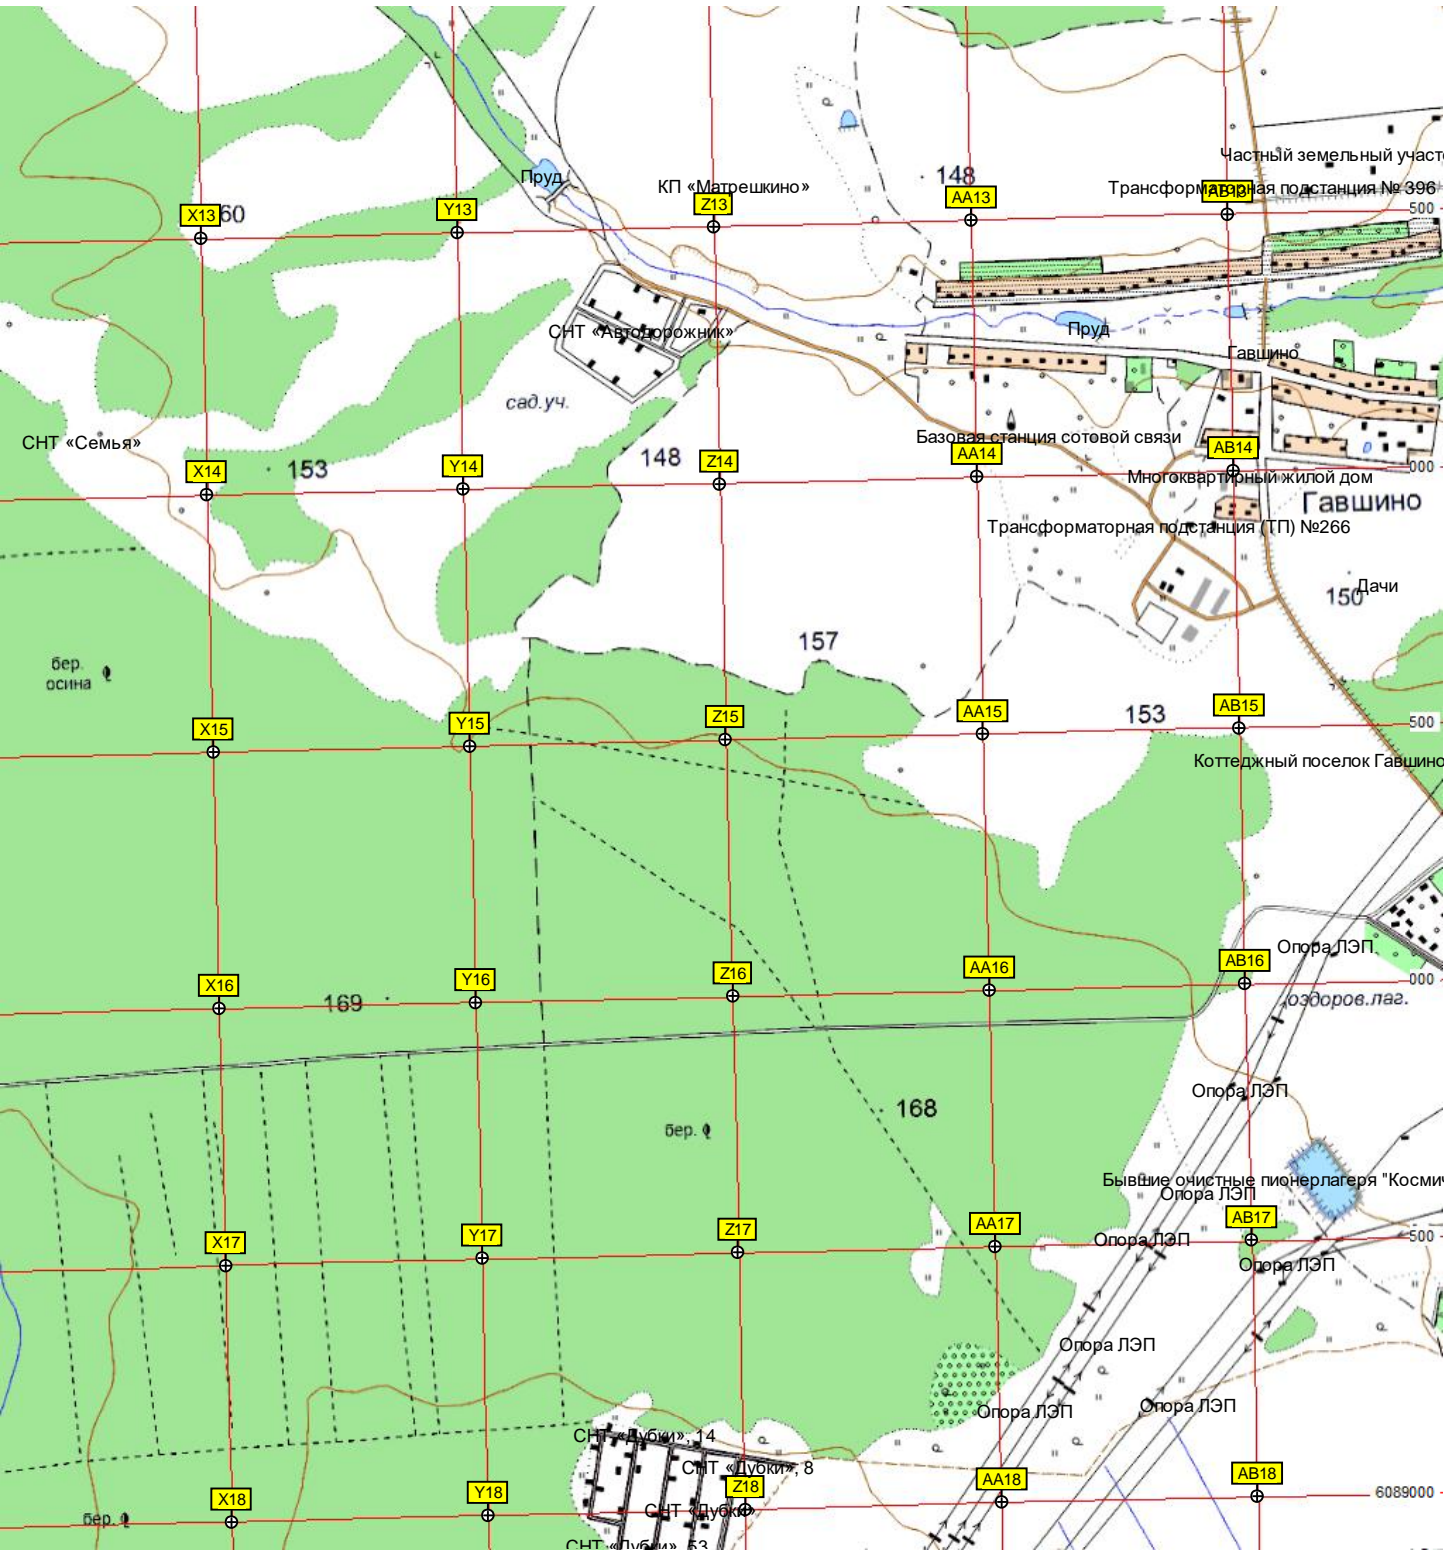 Частный земельный участ
Пруд
КП «Матрешкино»
148
Трансформаторная подстанция № 396
X13
60
Y13
Z13
AA13
AB13
500
СНТ «Автодорожник»
Пруд
Гавшино
сад.уч.
СНТ «Семья»
Базовая станция сотовой связи
X14
153
Y14
148
Z14
AA14
AB14
000
Многоквартирный жилой дом
Гавшино
Трансформаторная подстанция (ТП) №266
150
Дачи
157
бер.
осина
X15
Y15
Z15
AA15
153
AB15
500
Коттеджный поселок Гавшино
Опора ЛЭП
X16
169
Y16
Z16
AA16
AB16
000
оздоров.лаг.
Опора ЛЭП
168
бер.
Бывшие очистные пионерлагеря "Косми
Опора ЛЭП
X17
Y17
Z17
AA17
AB17
500
Опора ЛЭП
Опора ЛЭП
Опора ЛЭП
Опора ЛЭП
Опора ЛЭП
СНТ «Дубки», 14
СНТ «Дубки», 8
X18
Y18
Z18
AA18
AB18
6089000
СНТ «Дубки»
бер.
СНТ «Дубки», 53